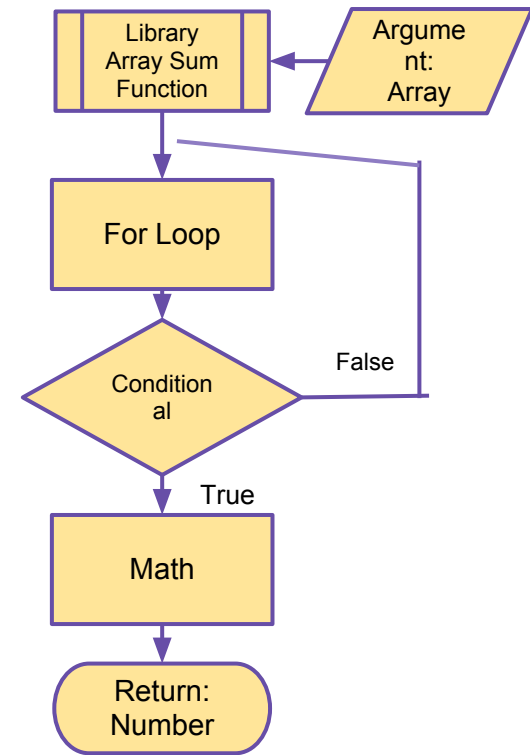 Library
Array Sum
Function
Argume
nt:
Array
For Loop
Condition
al
False
True
Math
Return:
Number